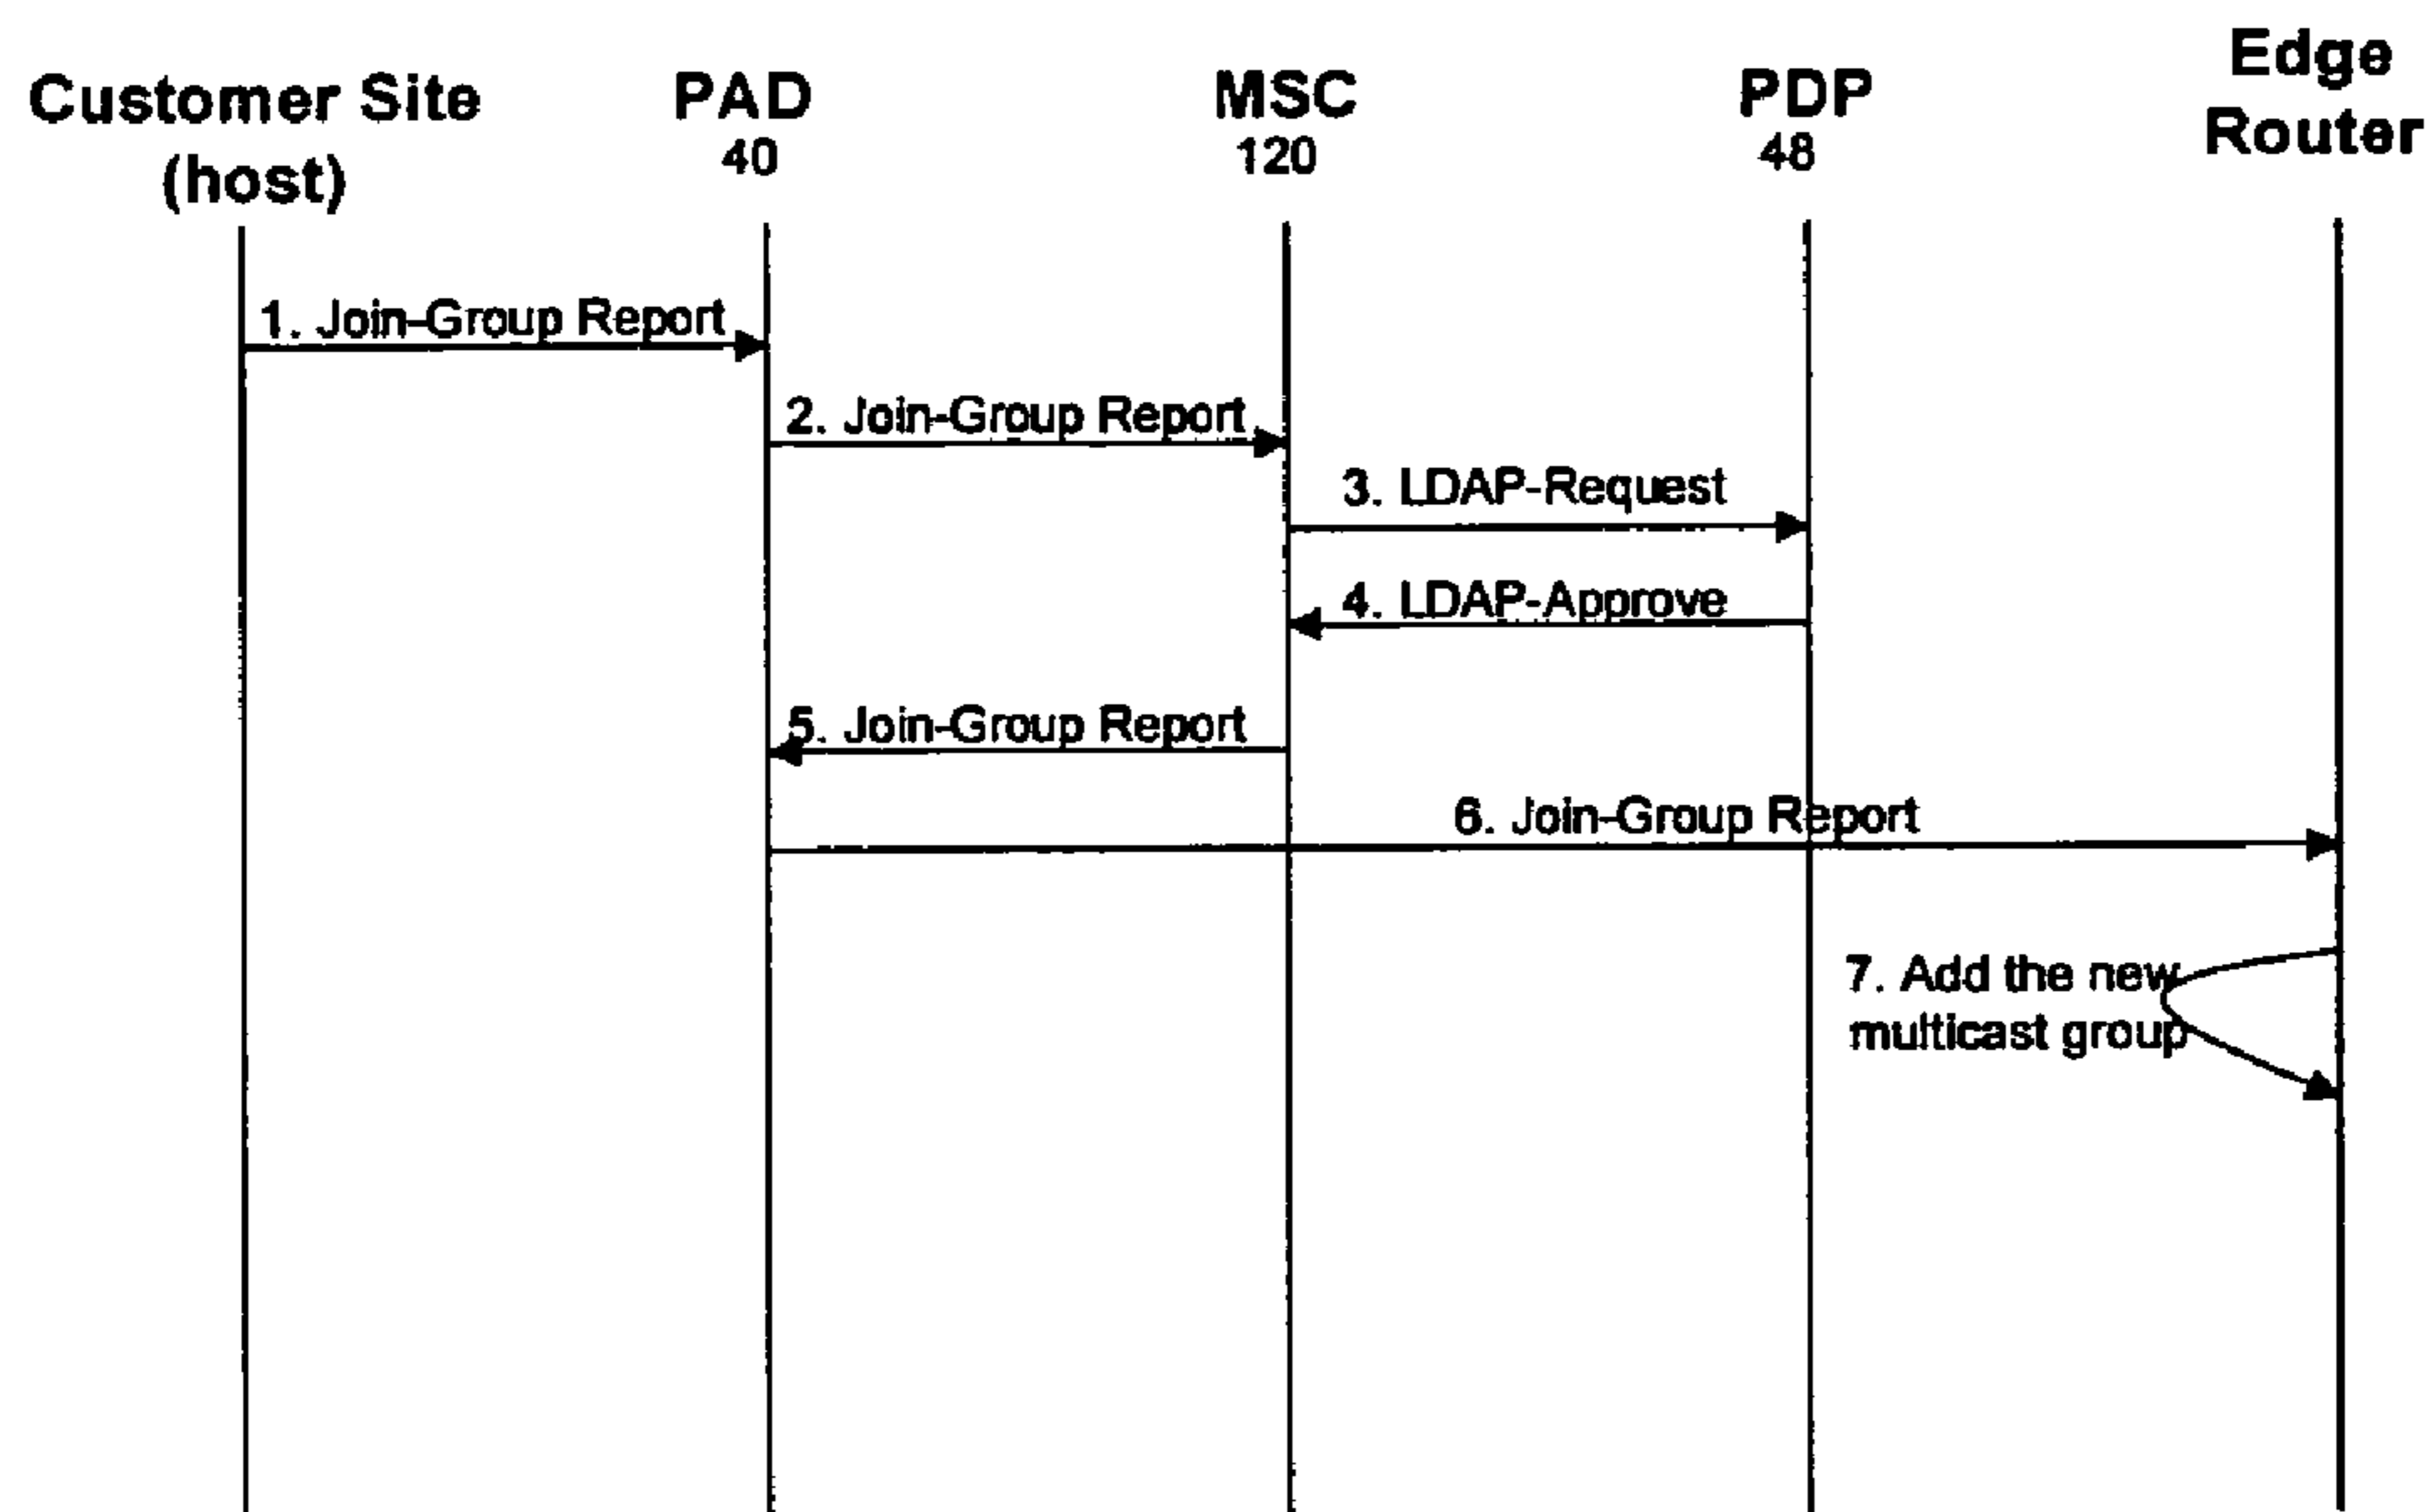 Customer Site
(host)
PAD
40
MSC
120
PDP
48
Edge
Router
1. Join-Group Report
2. Join-Group Report
3. LDAP-Request
4. LDAP-Approve
5. Join-Group Report
6. Join-Group Report
7. Add the new
multicast group